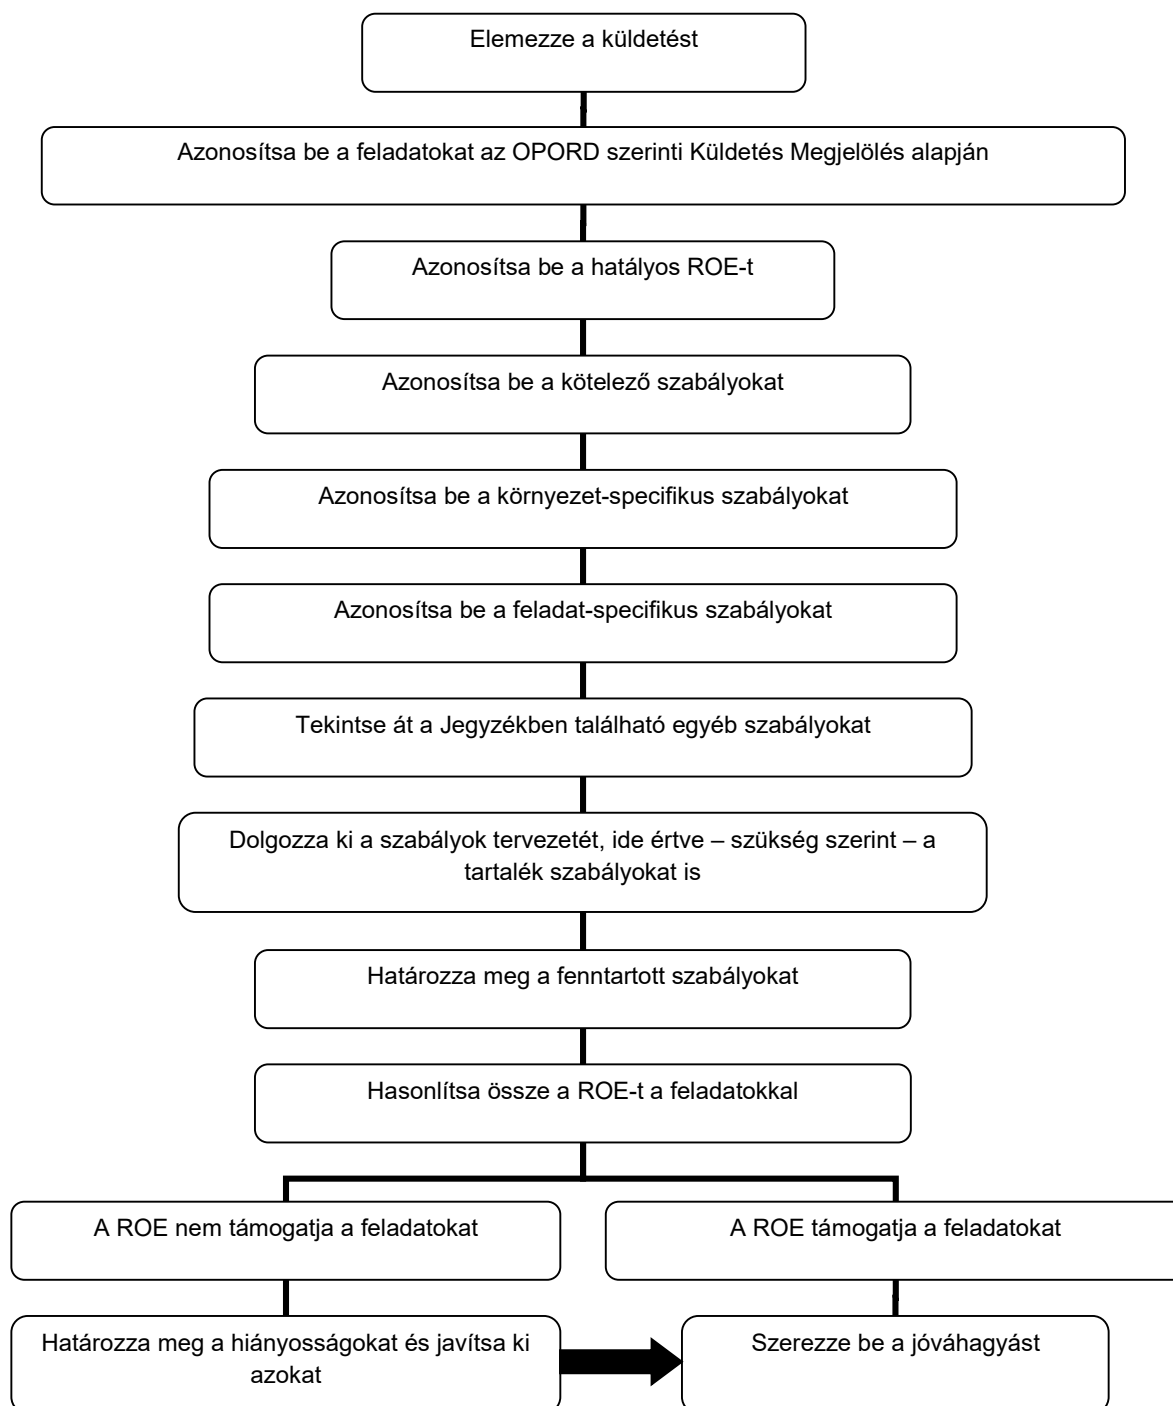 Elemezze a küldetést
Azonosítsa be a feladatokat az OPORD szerinti Küldetés Megjelölés alapján
Azonosítsa be a hatályos ROE-t
Azonosítsa be a kötelező szabályokat
Azonosítsa be a környezet-specifikus szabályokat
Azonosítsa be a feladat-specifikus szabályokat
Tekintse át a Jegyzékben található egyéb szabályokat
Dolgozza ki a szabályok tervezetét, ide értve – szükség szerint – a
tartalék szabályokat is
Határozza meg a fenntartott szabályokat
Hasonlítsa össze a ROE-t a feladatokkal
A ROE nem támogatja a feladatokat
A ROE támogatja a feladatokat
Határozza meg a hiányosságokat és javítsa ki
azokat
Szerezze be a jóváhagyást